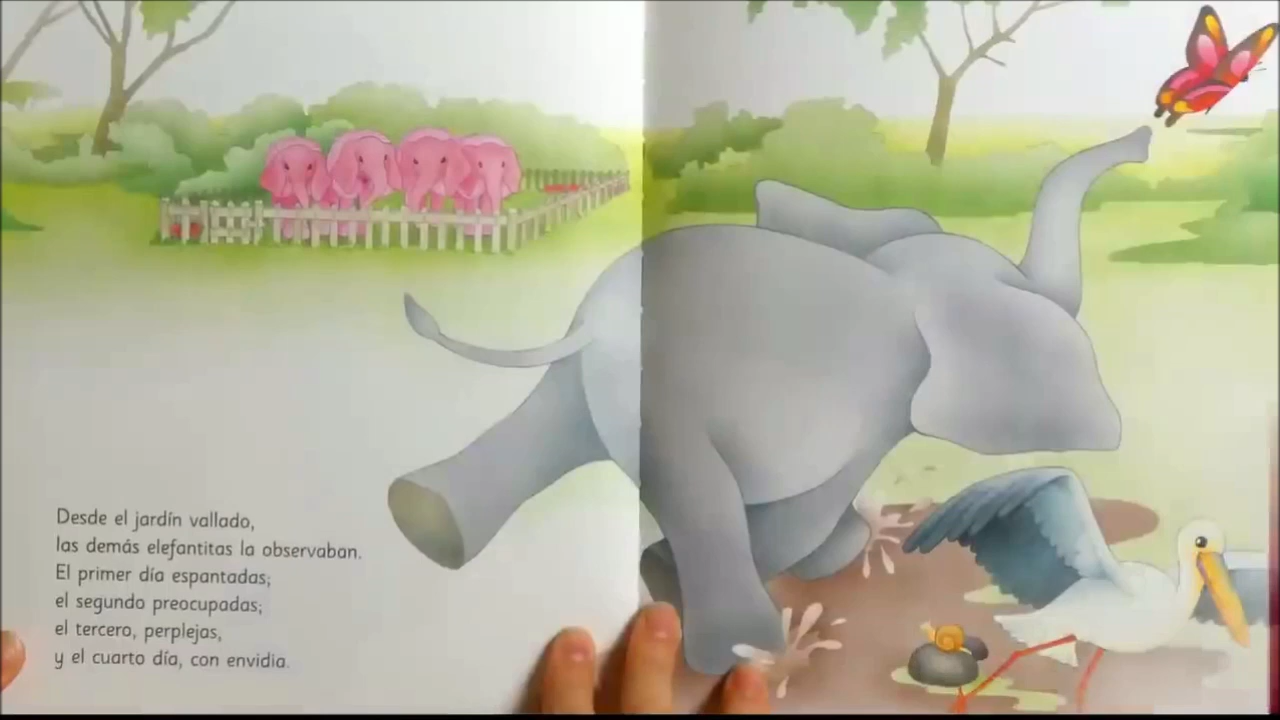 Desde el jardín vallado,
las demás elefantitas la observaban.
El primer día espantadas;
el segundo preocupadas;
el tercero, perplejas,
y el cuarto día, con envidia.